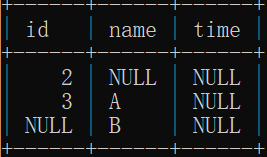 +------+------+------+
| id | name | time |
+------+------+------+
| 2 | NULL | NULL |
| 3 | A | NULL |
| NULL | B | NULL |
+------+------+------+